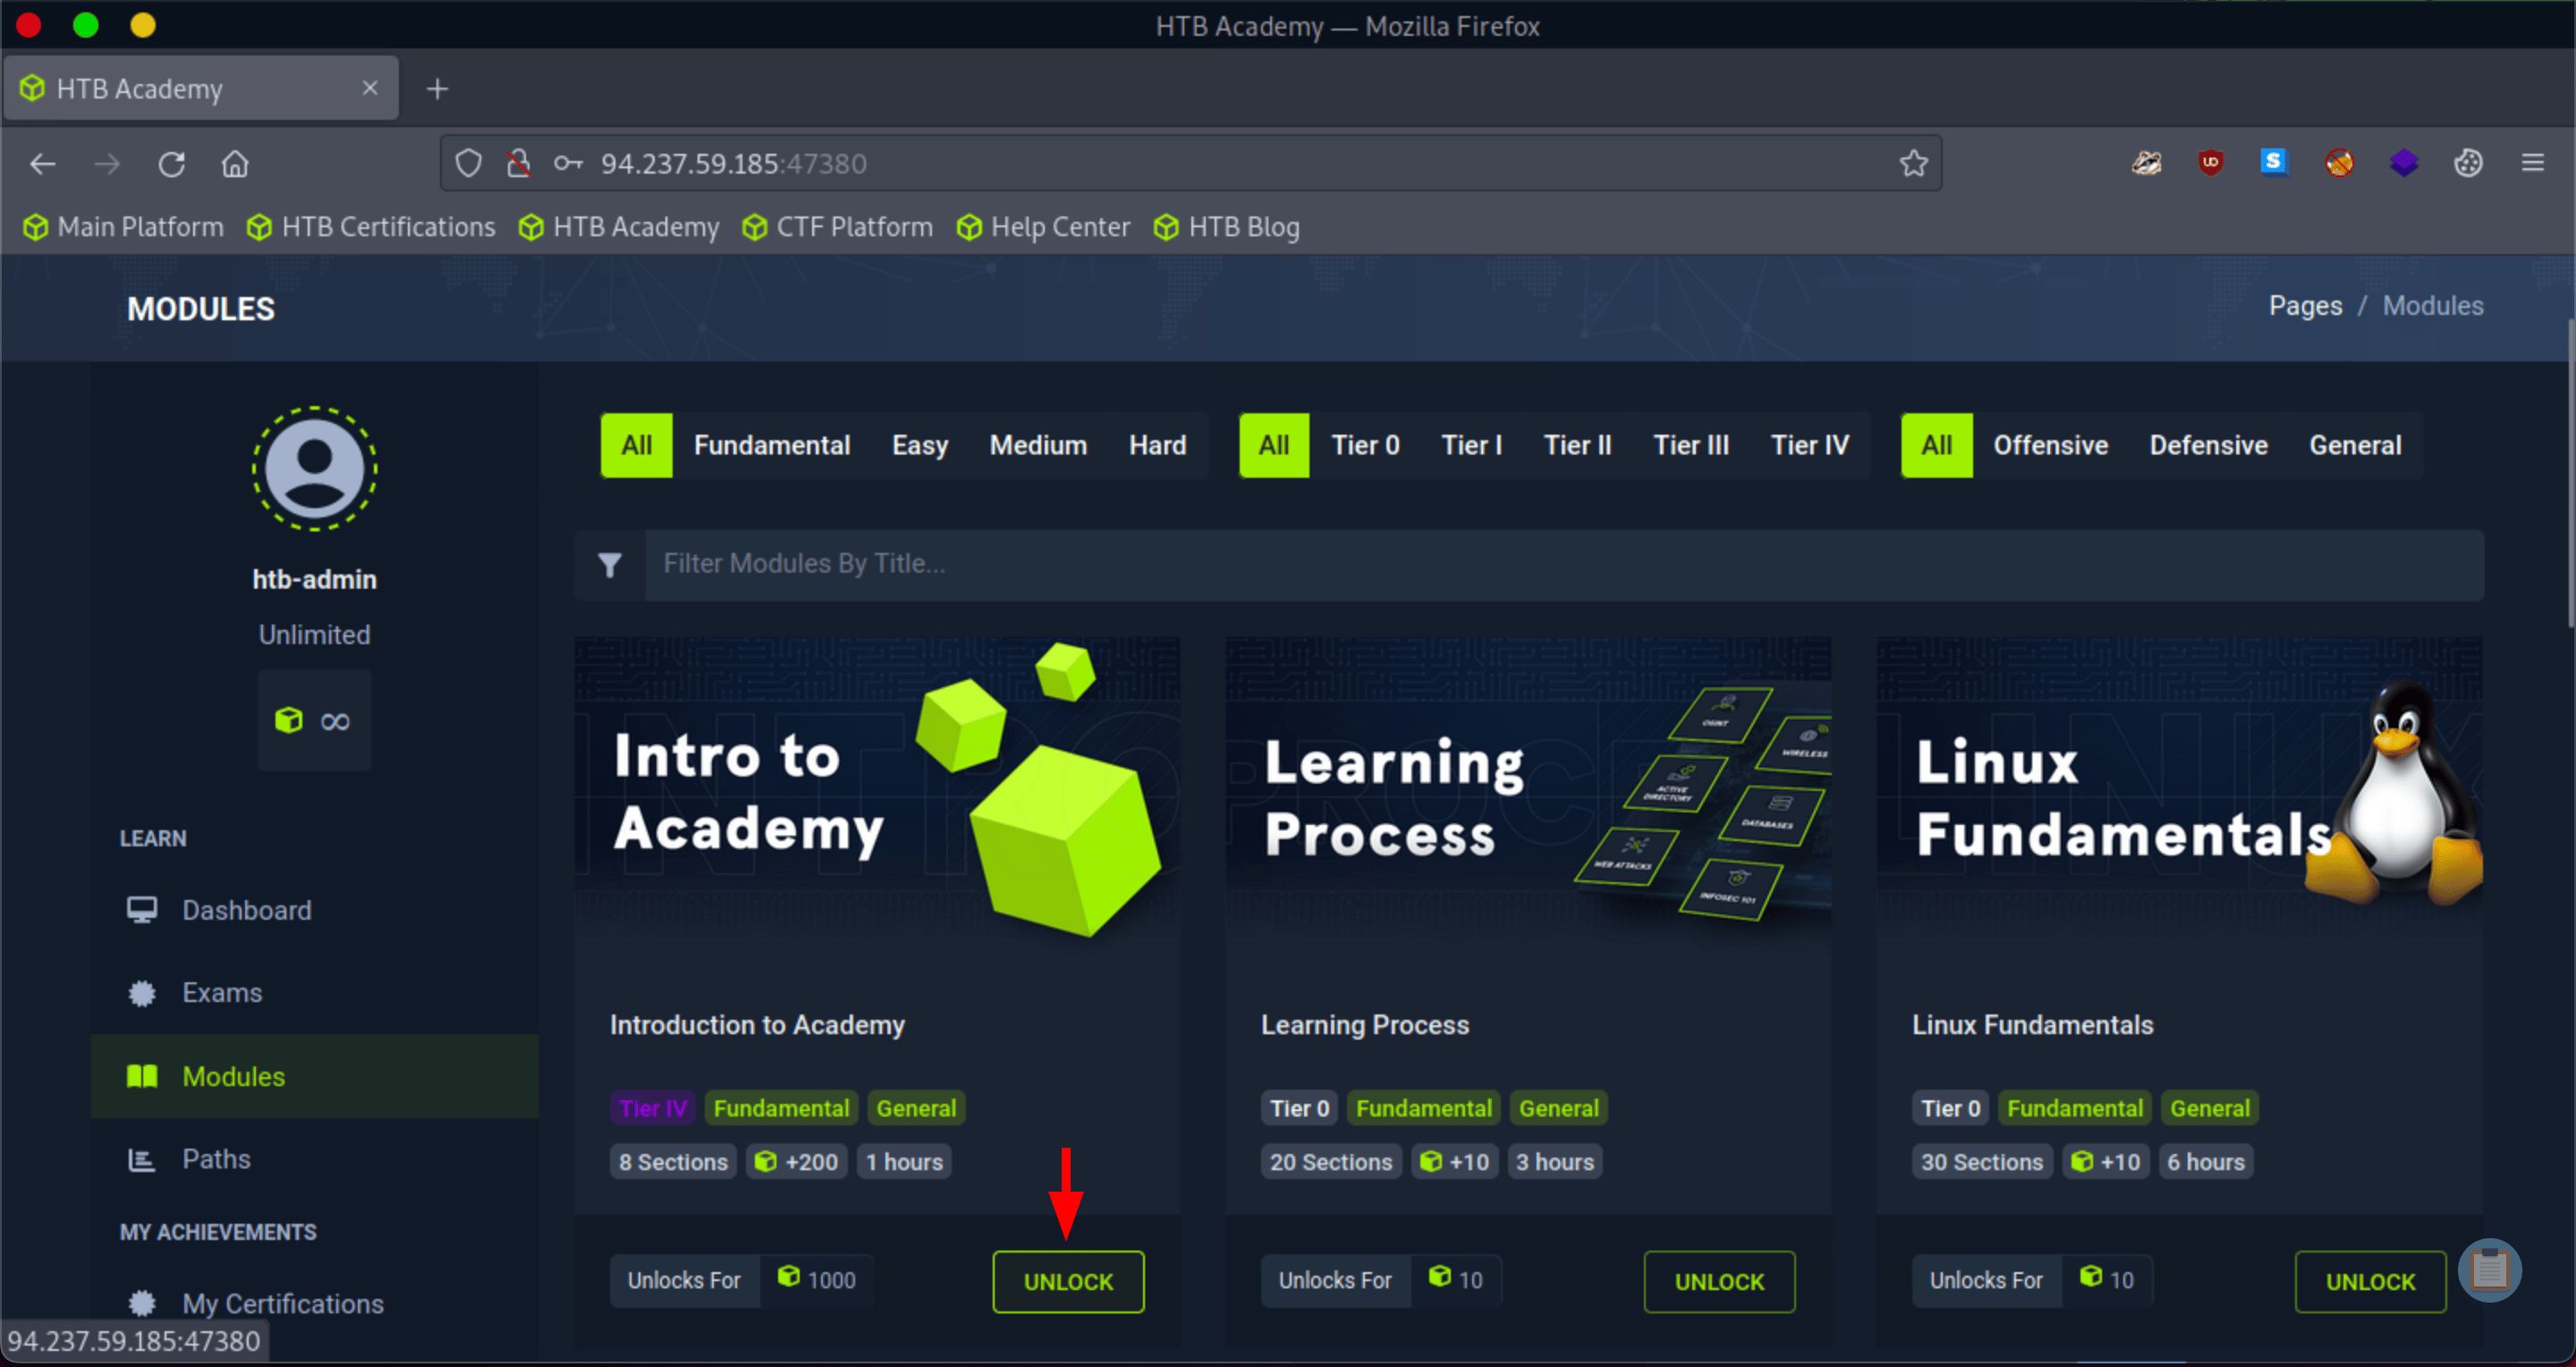 HTB Academy — Mozilla Firefox
HTB Academy
94.237.59.185:47380
Main Platform HTB Certifications HTB Academy CTF Platform Help Center HTB Blog
MODULES
Pages / Modules
htb-admin
Unlimited
∞
LEARN
Dashboard
Exams
Modules
Paths
MY ACHIEVEMENTS
My Certifications
94.237.59.185:47380
All Fundamental Easy Medium Hard
All Tier 0 Tier I Tier II Tier III Tier IV
All Offensive Defensive General
Filter Modules By Title...
Intro to
Academy
Introduction to Academy
Tier IV Fundamental General
8 Sections +200 1 hours
Unlocks For 1000 UNLOCK
Learning
Process
OSINT
WIRELESS
ACTIVE
DIRECTORY
DATABASES
WEB ATTACKS
INFOSEC 101
Learning Process
Tier 0 Fundamental General
20 Sections +10 3 hours
Unlocks For 10 UNLOCK
Linux
Fundamentals
Linux Fundamentals
Tier 0 Fundamental General
30 Sections +10 6 hours
Unlocks For 10 UNLOCK